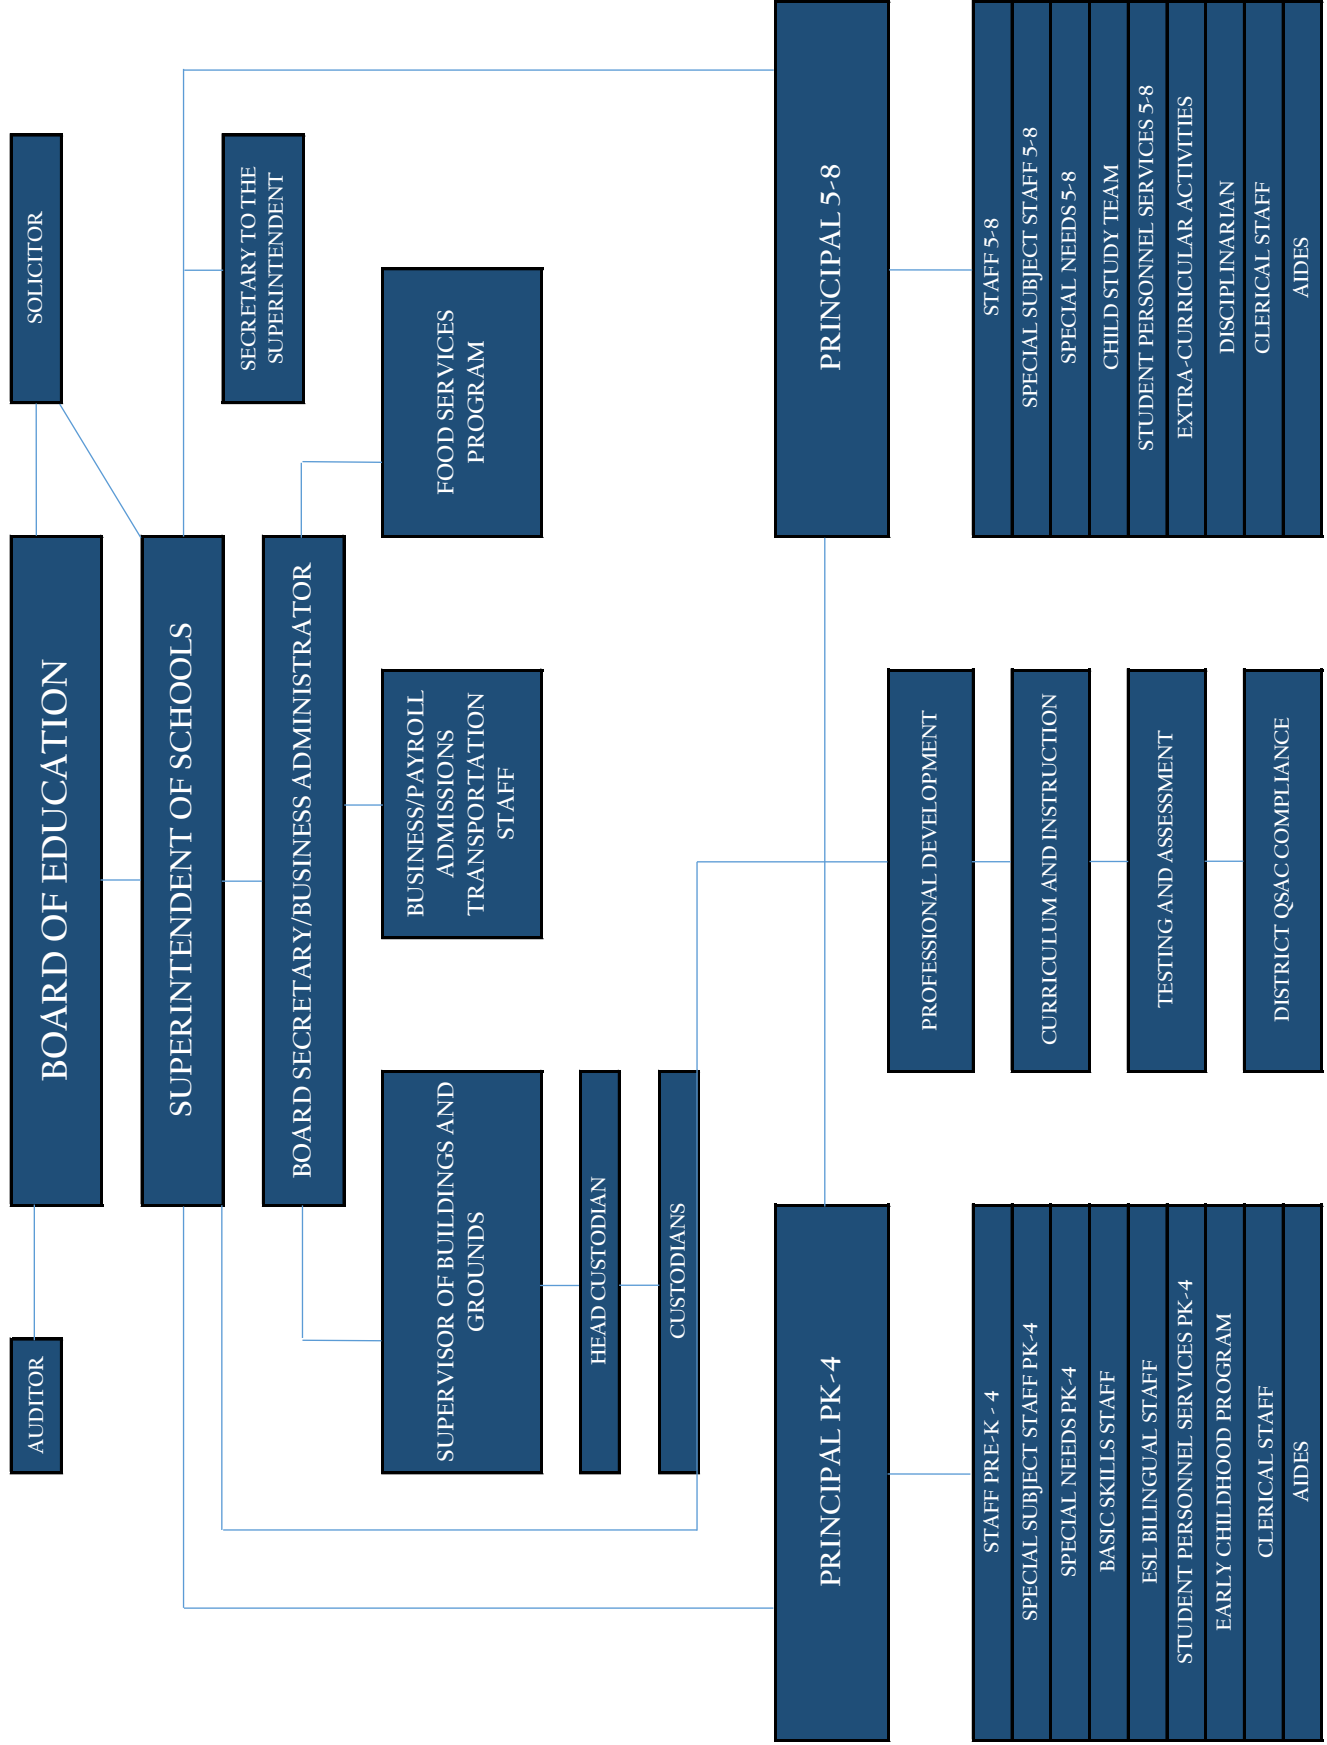 AUDITOR
BOARD OF EDUCATION
SOLICITOR
SUPERINTENDENT OF SCHOOLS
SECRETARY TO THE
SUPERINTENDENT
BOARD SECRETARY/BUSINESS ADMINISTRATOR
SUPERVISOR OF BUILDINGS AND
GROUNDS
BUSINESS/PAYROLL
ADMISSIONS
TRANSPORTATION
STAFF
FOOD SERVICES
PROGRAM
HEAD CUSTODIAN
CUSTODIANS
PRINCIPAL PK-4
PRINCIPAL 5-8
PROFESSIONAL DEVELOPMENT
CURRICULUM AND INSTRUCTION
TESTING AND ASSESSMENT
DISTRICT QSAC COMPLIANCE
STAFF PRE-K - 4
SPECIAL SUBJECT STAFF PK-4
SPECIAL NEEDS PK-4
BASIC SKILLS STAFF
ESL BILINGUAL STAFF
STUDENT PERSONNEL SERVICES PK-4
EARLY CHILDHOOD PROGRAM
CLERICAL STAFF
AIDES
STAFF 5-8
SPECIAL SUBJECT STAFF 5-8
SPECIAL NEEDS 5-8
CHILD STUDY TEAM
STUDENT PERSONNEL SERVICES 5-8
EXTRA-CURRICULAR ACTIVITIES
DISCIPLINARIAN
CLERICAL STAFF
AIDES